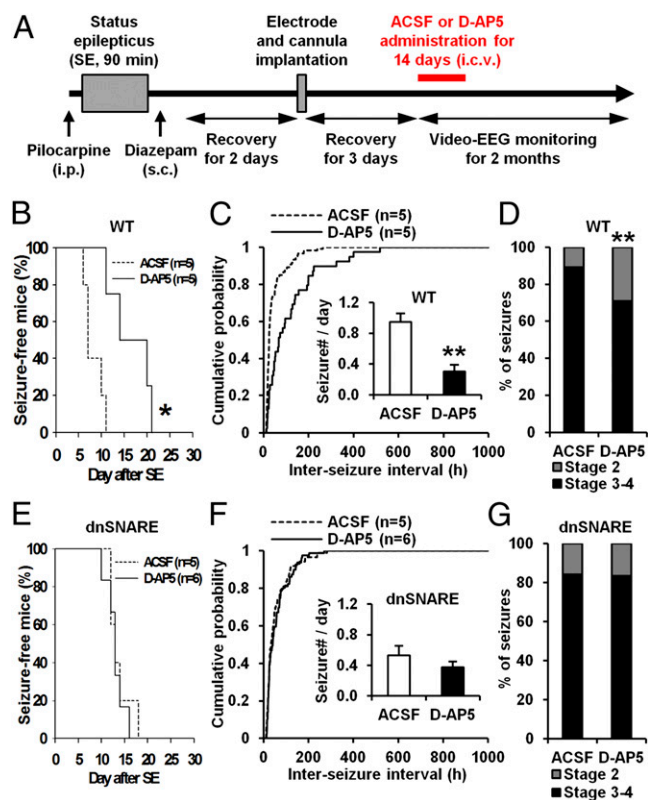 A
Status
epilepticus
(SE, 90 min)
Electrode
and cannula
implantation
ACSF or D-AP5
administration for
14 days (i.c.v.)
Pilocarpine
(i.p.)
Diazepam
(s.c.)
Recovery
for 2 days
Recovery
for 3 days
Video-EEG monitoring
for 2 months
B
WT
Seizure-free mice (%)
100
80
60
40
20
0
ACSF (n=5)
D-AP5 (n=5)
*
0 5 10 15 20 25 30
Day after SE
C
ACSF (n=5)
D-AP5 (n=5)
Cumulative probability
1
0.8
0.6
0.4
0.2
0
WT
Seizure# / day
1.2
0.8
0.4
0.0
**
ACSF D-AP5
0 200 400 600 800 1000
Inter-seizure interval (h)
D
WT
**
% of seizures
100
80
60
40
20
0
ACSF D-AP5
Stage 2
Stage 3-4
E
dnSNARE
Seizure-free mice (%)
100
80
60
40
20
0
ACSF (n=5)
D-AP5 (n=6)
0 5 10 15 20 25 30
Day after SE
F
ACSF (n=5)
D-AP5 (n=6)
Cumulative probability
1
0.8
0.6
0.4
0.2
0
dnSNARE
Seizure# / day
1.2
0.8
0.4
0.0
ACSF D-AP5
0 200 400 600 800 1000
Inter-seizure interval (h)
G
dnSNARE
% of seizures
100
80
60
40
20
0
ACSF D-AP5
Stage 2
Stage 3-4